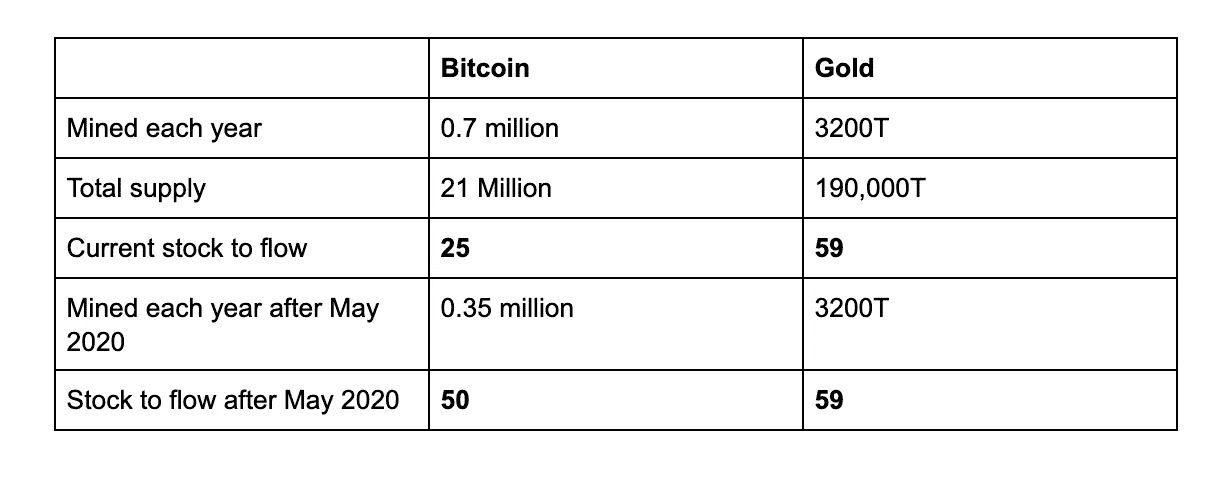 Bitcoin Gold
Mined each year 0.7 million 3200T
Total supply 21 Million 190,000T
Current stock to flow 25 59
Mined each year after May 0.35 million 3200T
2020
Stock to flow after May 2020 50 59